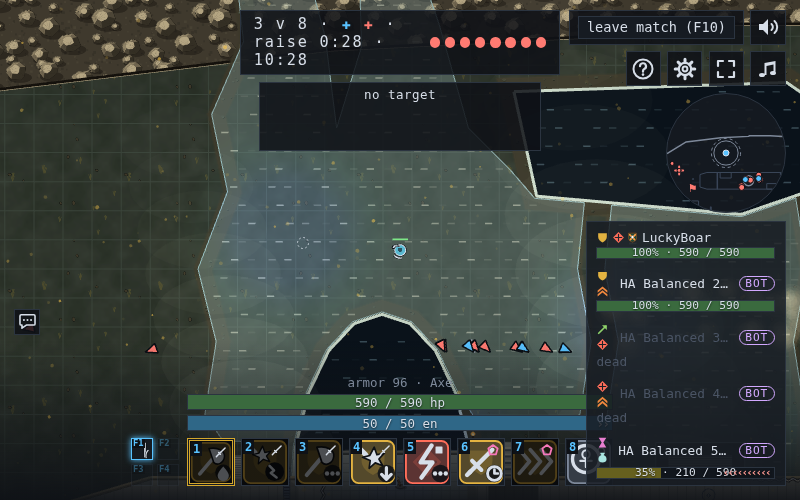 3 v 8 · + + ·
raise 0:28 ·
10:28
leave match (F10)
no target
LuckyBoar
100% · 590 / 590
HA Balanced 2… BOT
100% · 590 / 590
HA Balanced 3… BOT
dead
HA Balanced 4… BOT
dead
HA Balanced 5… BOT
35% · 210 / 590
armor 96 · Axe
590 / 590 hp
50 / 50 en
F1 F2
F3 F4
1 2 3 4 5 6 7 8